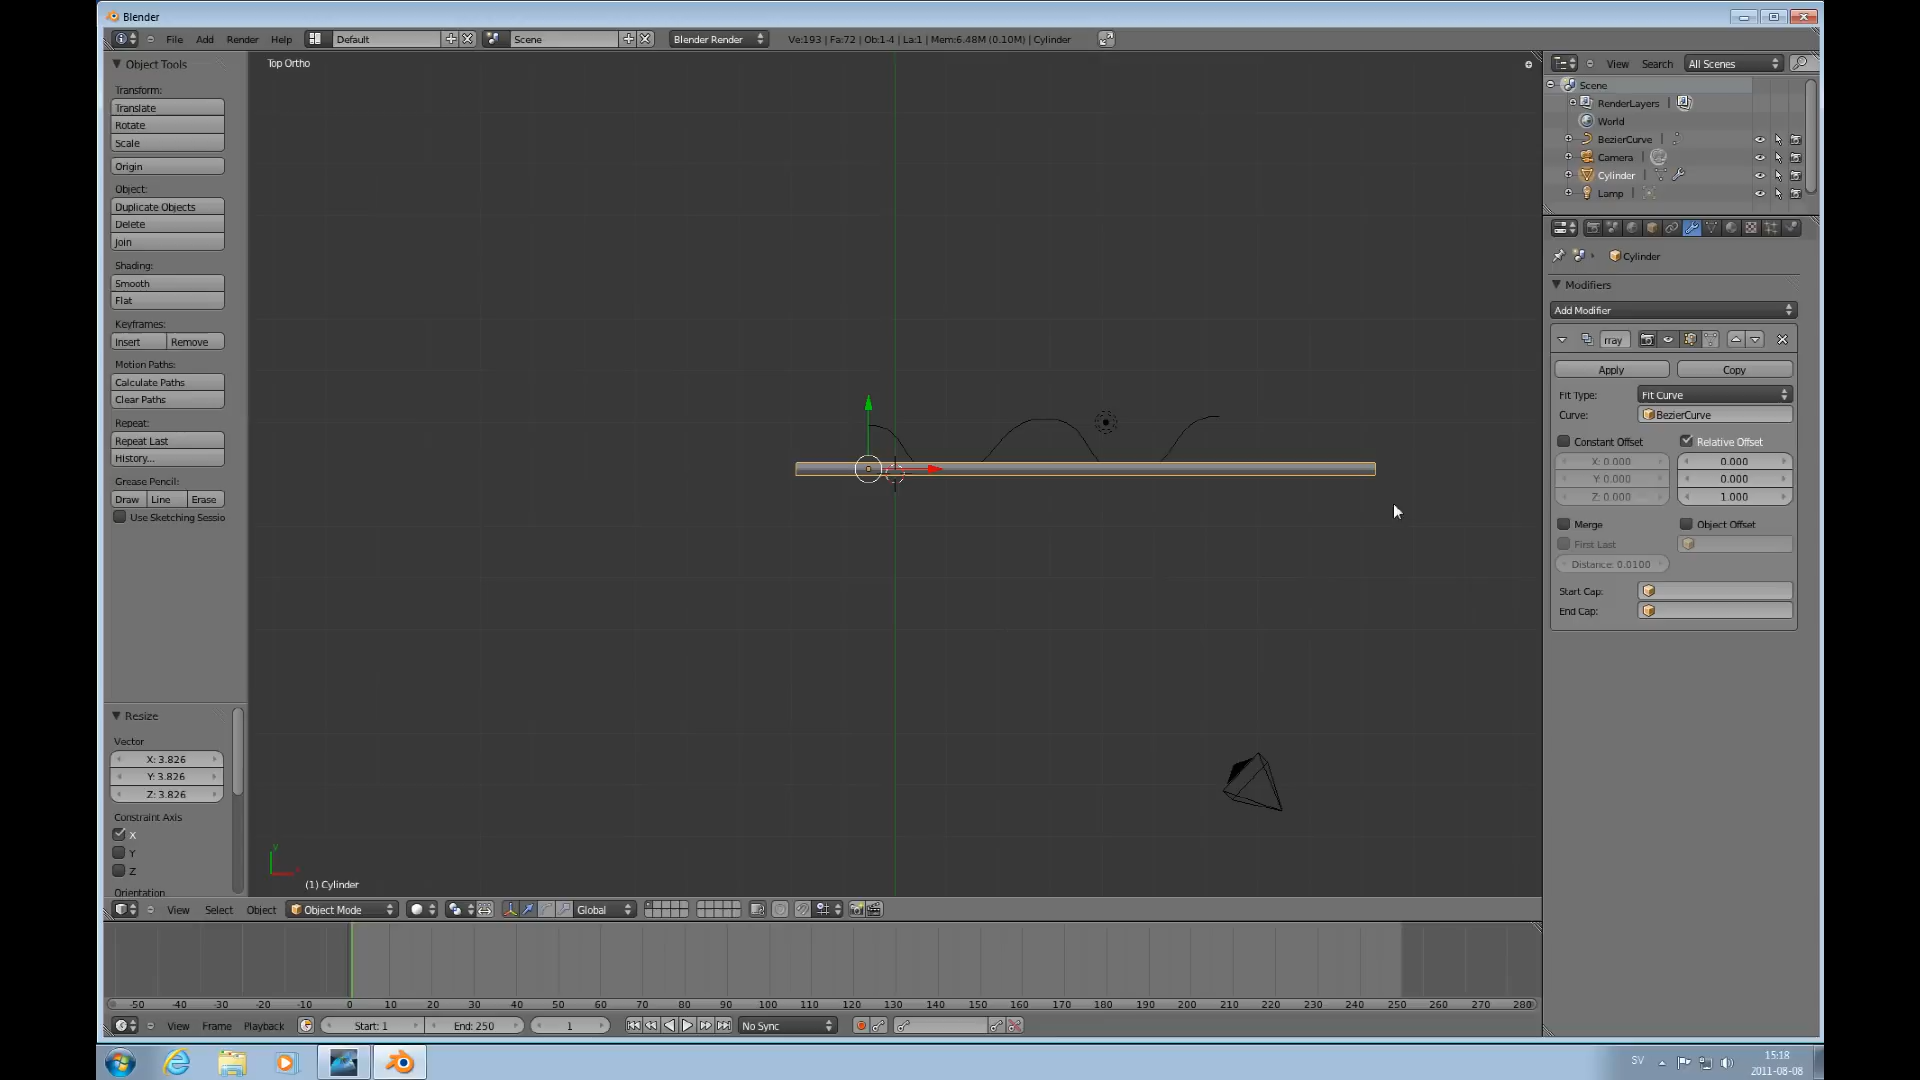 Blender
File Add Render Help Default Scene Blender Render Ve:193 | Fa:72 | Ob:1-4 | La:1 | Mem:6.48M (0.10M) | Cylinder
Object Tools
Transform:
Translate
Rotate
Scale
Origin
Object:
Duplicate Objects
Delete
Join
Shading:
Smooth
Flat
Keyframes:
Insert Remove
Motion Paths:
Calculate Paths
Clear Paths
Repeat:
Repeat Last
History...
Grease Pencil:
Draw Line Erase
Use Sketching Sessio
Resize
Vector
X: 3.826
Y: 3.826
Z: 3.826
Constraint Axis
X
Y
Z
Orientation
Top Ortho
y
(1) Cylinder
View Select Object Object Mode Global
-50 -40 -30 -20 -10 0 10 20 30 40 50 60 70 80 90 100 110 120 130 140 150 160 170 180 190 200 210 220 230 240 250 260 270 280
View Frame Playback Start: 1 End: 250 1 No Sync
View Search All Scenes
Scene
RenderLayers
World
BezierCurve
Camera
Cylinder
Lamp
Cylinder
Modifiers
Add Modifier
rray
Apply Copy
Fit Type: Fit Curve
Curve: BezierCurve
Constant Offset Relative Offset
X: 0.000 0.000
Y: 0.000 0.000
Z: 0.000 1.000
Merge Object Offset
First Last
Distance: 0.0100
Start Cap:
End Cap:
SV 15:18
2011-08-08